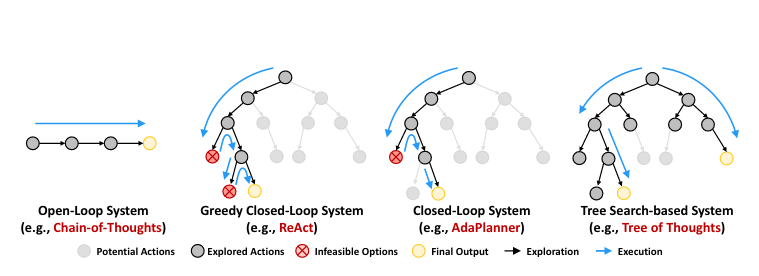 Open-Loop System
(e.g., Chain-of-Thoughts)
Greedy Closed-Loop System
(e.g., ReAct)
Closed-Loop System
(e.g., AdaPlanner)
Tree Search-based System
(e.g., Tree of Thoughts)
Potential Actions Explored Actions Infeasible Options Final Output Exploration Execution